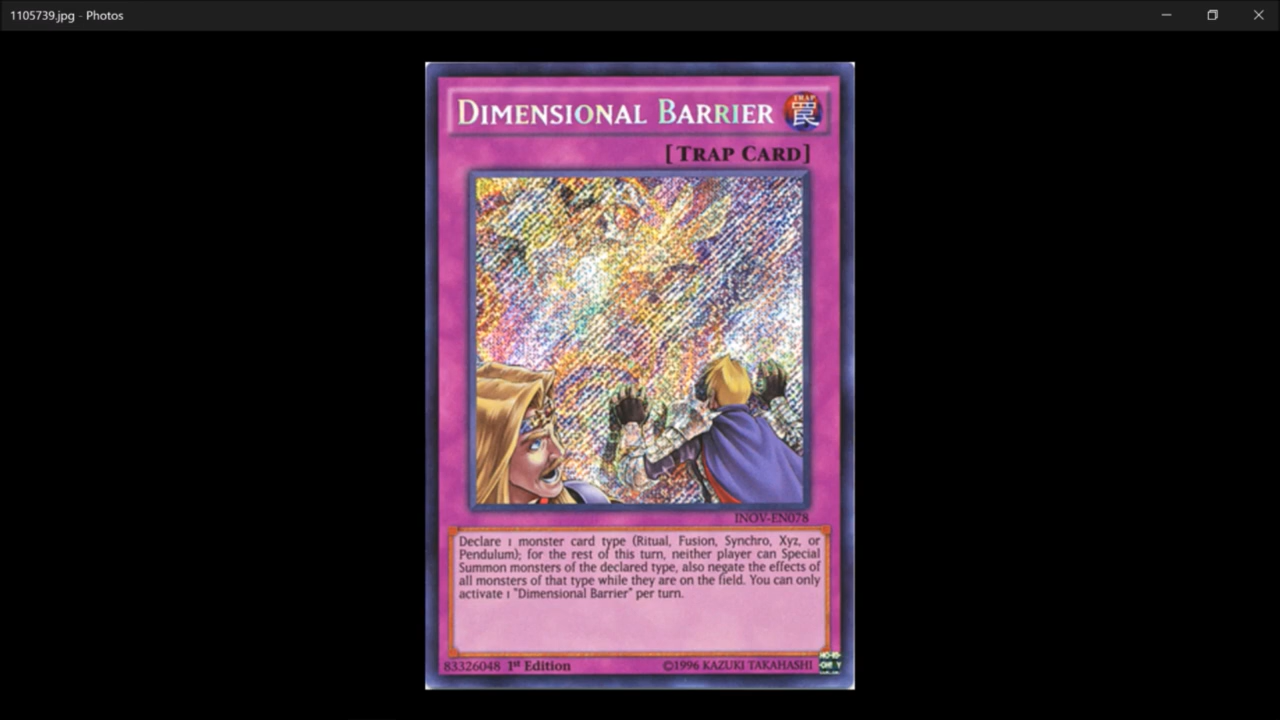 1105739.jpg - Photos
DIMENSIONAL BARRIER
TRAP
罠
[TRAP CARD]
INOV-EN078
Declare 1 monster card type (Ritual, Fusion, Synchro, Xyz, or
Pendulum); for the rest of this turn, neither player can Special
Summon monsters of the declared type, also negate the effects of
all monsters of that type while they are on the field. You can only
activate 1 "Dimensional Barrier" per turn.
83326048 1st Edition
©1996 KAZUKI TAKAHASHI